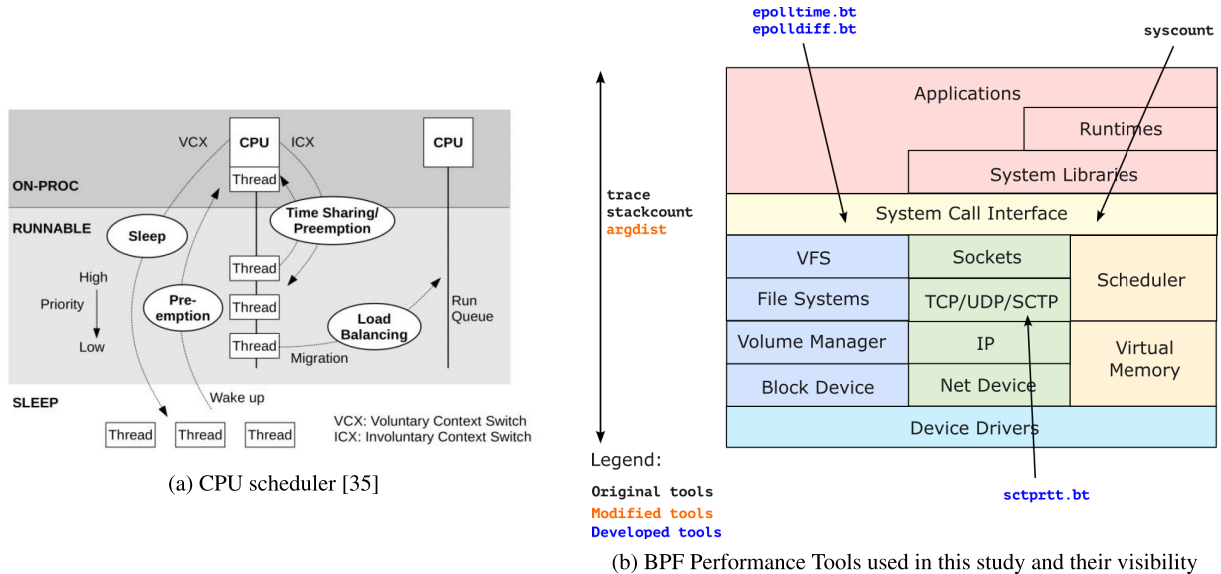 VCX
CPU
ICX
CPU
Thread
ON-PROC
RUNNABLE
Time Sharing/
Preemption
Sleep
High
Priority
Low
Thread
Pre-
emption
Thread
Run
Queue
Load
Balancing
Thread
Migration
SLEEP
Wake up
Thread
Thread
Thread
VCX: Voluntary Context Switch
ICX: Involuntary Context Switch
(a) CPU scheduler [35]
epolltime.bt
epolldiff.bt
syscount
Applications
Runtimes
System Libraries
trace
stackcount
argdist
System Call Interface
VFS
Sockets
Scheduler
File Systems
TCP/UDP/SCTP
Volume Manager
IP
Virtual
Memory
Block Device
Net Device
Device Drivers
Legend:
Original tools
Modified tools
Developed tools
sctprtt.bt
(b) BPF Performance Tools used in this study and their visibility